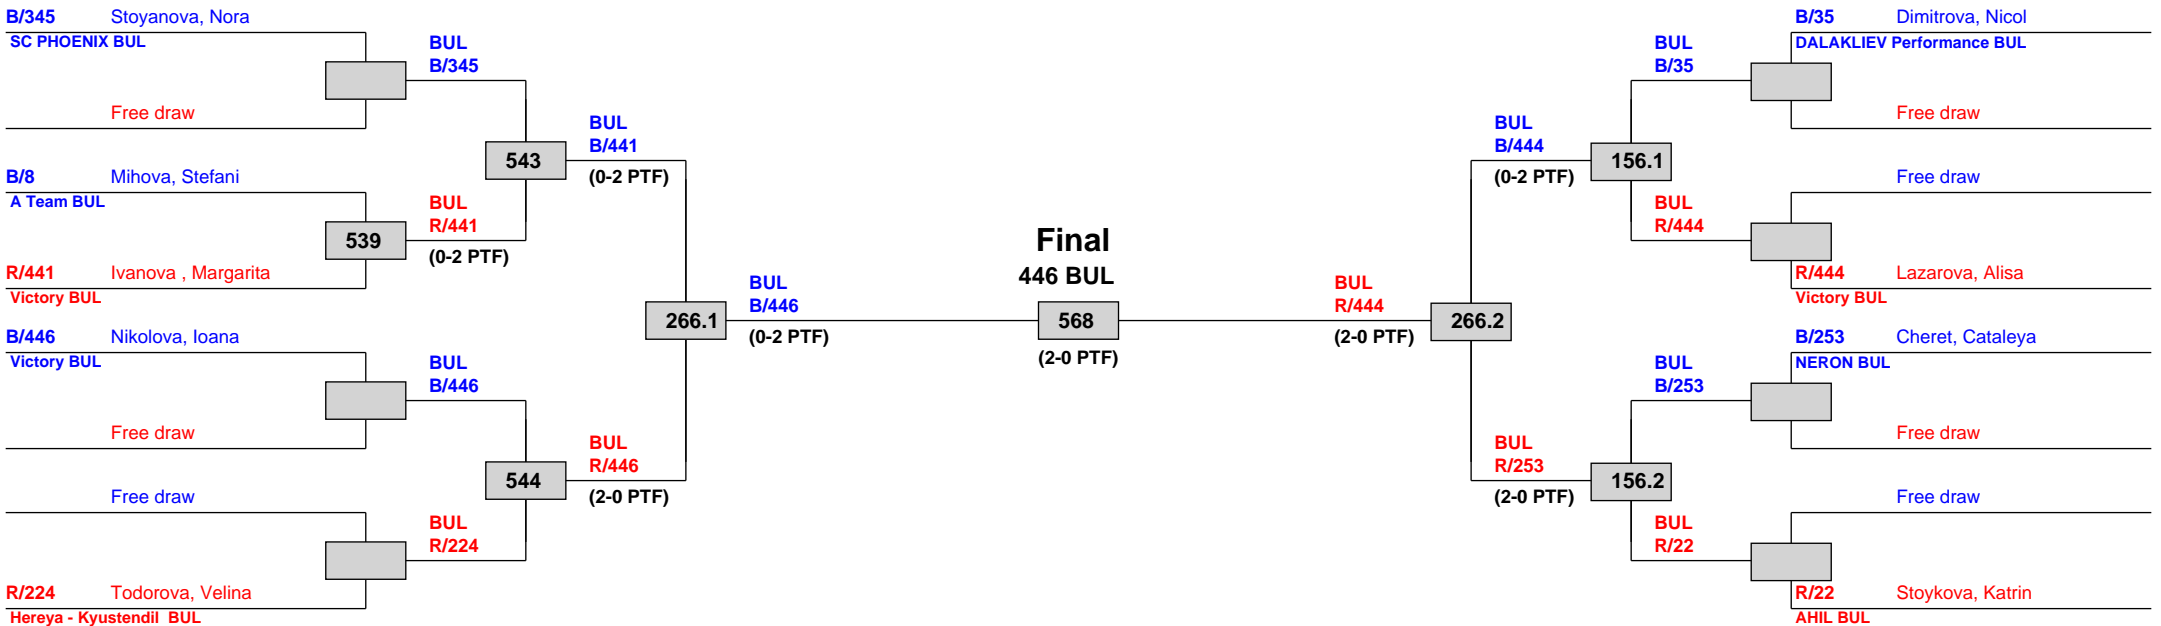 B/345 Stoyanova, Nora
SC PHOENIX BUL
Free draw
BUL
B/345
B/8 Mihova, Stefani
A Team BUL
539
R/441 Ivanova , Margarita
Victory BUL
BUL
R/441
(0-2 PTF)
543
BUL
B/441
(0-2 PTF)
B/446 Nikolova, Ioana
Victory BUL
Free draw
BUL
B/446
Free draw
R/224 Todorova, Velina
Hereya - Kyustendil BUL
BUL
R/224
544
BUL
R/446
(2-0 PTF)
266.1
BUL
B/446
(0-2 PTF)
Final
446 BUL
568
(2-0 PTF)
BUL
R/444
(2-0 PTF)
266.2
BUL
B/444
(0-2 PTF)
156.1
BUL
B/35
B/35 Dimitrova, Nicol
DALAKLIEV Performance BUL
Free draw
BUL
R/444
Free draw
R/444 Lazarova, Alisa
Victory BUL
BUL
R/253
(2-0 PTF)
156.2
BUL
B/253
B/253 Cheret, Cataleya
NERON BUL
Free draw
BUL
R/22
Free draw
R/22 Stoykova, Katrin
AHIL BUL